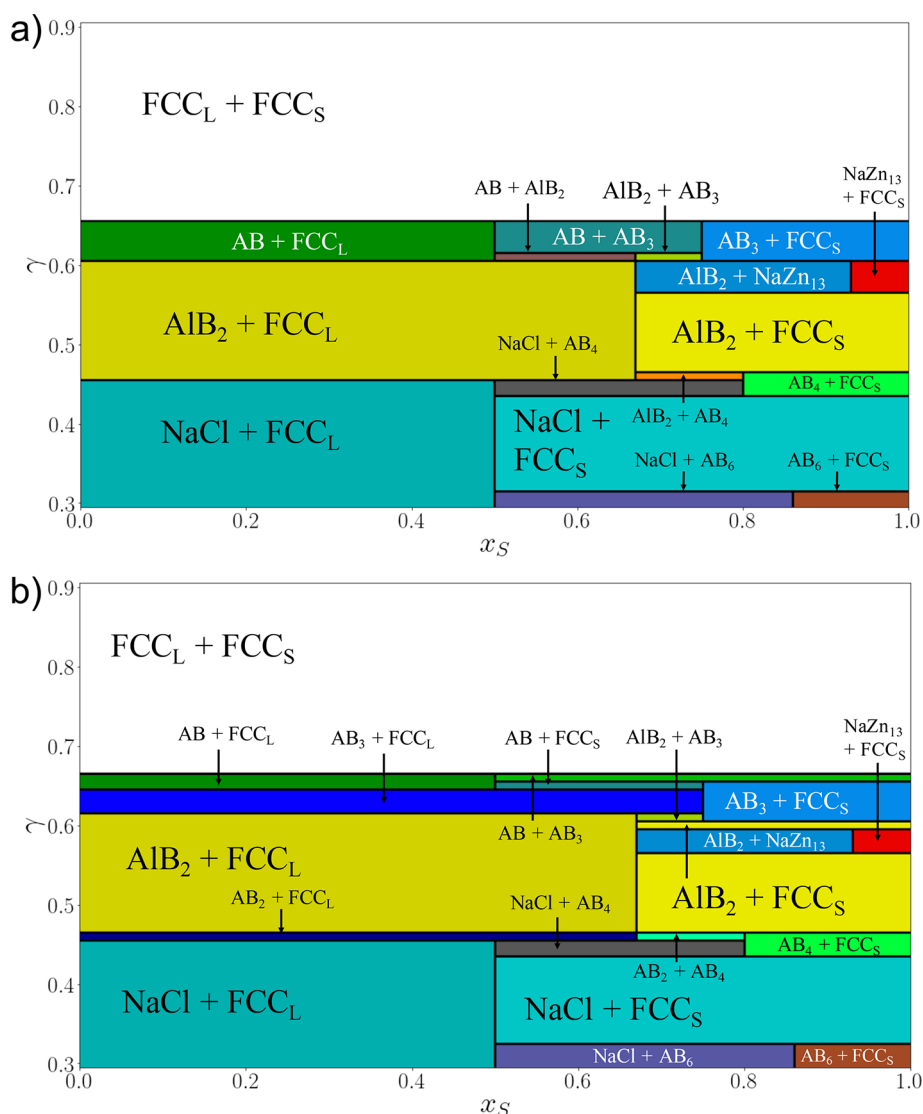 a)
0.9
FCC_L + FCC_S
0.8
NaZn_13
+ FCC_S
0.7
AB + AlB_2
AlB_2 + AB_3
AB + FCC_L
AB + AB_3
AB_3 + FCC_S
γ
0.6
AlB_2 + NaZn_13
AlB_2 + FCC_L
AlB_2 + FCC_S
0.5
NaCl + AB_4
AB_4 + FCC_S
0.4
NaCl + FCC_L
NaCl +
FCC_S
AlB_2 + AB_4
NaCl + AB_6
AB_6 + FCC_S
0.3
0.0 0.2 0.4 0.6 0.8 1.0
x_S
b)
0.9
FCC_L + FCC_S
0.8
0.7
AB + FCC_L
AB_3 + FCC_L
AB + FCC_S
AlB_2 + AB_3
NaZn_13
+ FCC_S
AB_3 + FCC_S
γ
0.6
AB + AB_3
AlB_2 + NaZn_13
AlB_2 + FCC_L
AlB_2 + FCC_S
0.5
AB_2 + FCC_L
NaCl + AB_4
AB_4 + FCC_S
AB_2 + AB_4
0.4
NaCl + FCC_L
NaCl + FCC_S
NaCl + AB_6
AB_6 + FCC_S
0.3
0.0 0.2 0.4 0.6 0.8 1.0
x_S